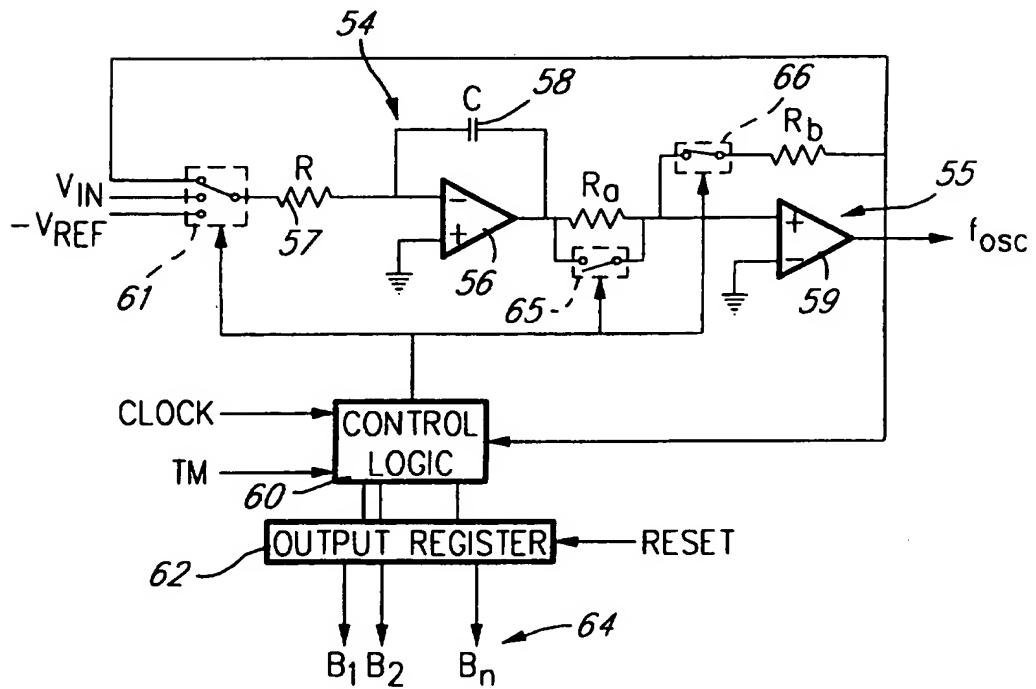 54
C 58
66
R_b
V_IN
-V_REF
R
57
R_a
55
f_osc
61
- + 56
65
+ - 59
CLOCK
TM
CONTROL
LOGIC
60
OUTPUT REGISTER
RESET
62
64
B_1 B_2 B_n